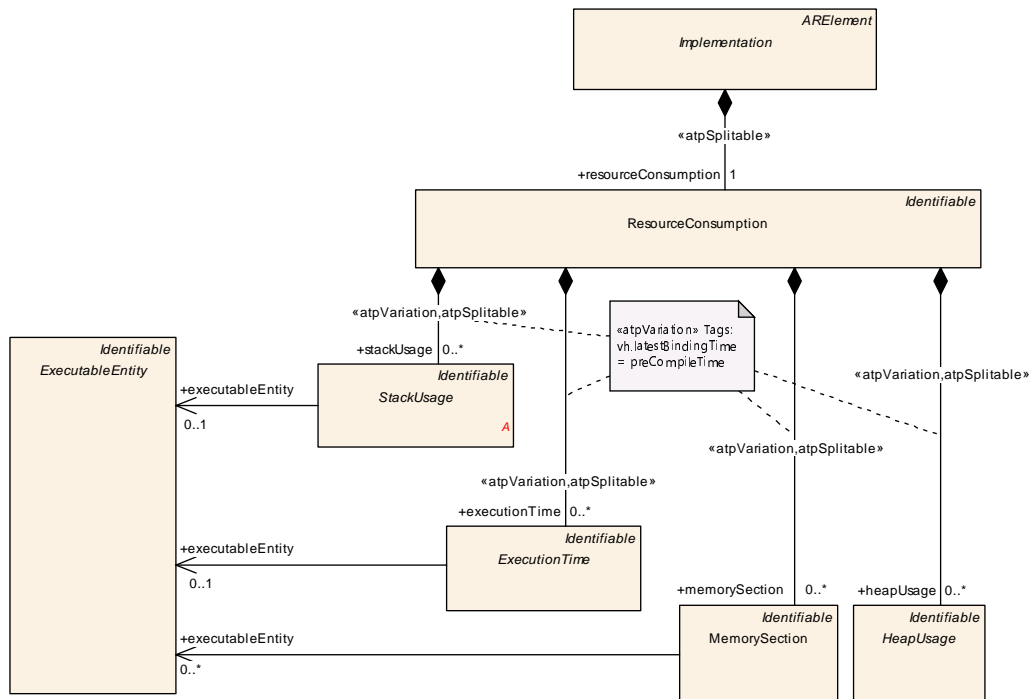 ARElement
Implementation
«atpSplitable»
+resourceConsumption 1
Identifiable
ResourceConsumption
«atpVariation,atpSplitable»
«atpVariation» Tags:
vh.latestBindingTime
= preCompileTime
+stackUsage 0..*
Identifiable
ExecutableEntity
Identifiable
StackUsage
A
+executableEntity
0..1
«atpVariation,atpSplitable»
«atpVariation,atpSplitable»
«atpVariation,atpSplitable»
+executionTime 0..*
Identifiable
ExecutionTime
+executableEntity
0..1
+memorySection 0..*
+heapUsage 0..*
Identifiable
MemorySection
Identifiable
HeapUsage
+executableEntity
0..*